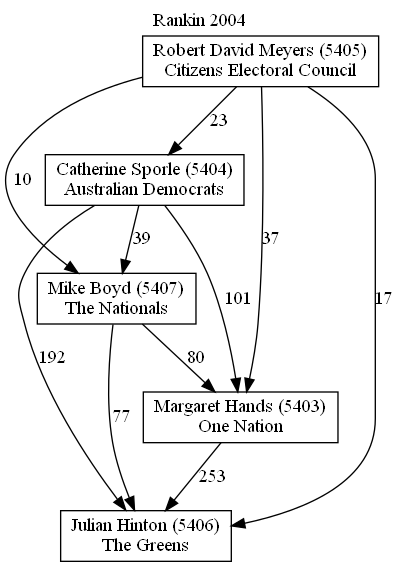 Rankin 2004
Robert David Meyers (5405)
Citizens Electoral Council
23
Catherine Sporle (5404)
Australian Democrats
10
39
37
Mike Boyd (5407)
The Nationals
101
17
192
80
77
Margaret Hands (5403)
One Nation
253
Julian Hinton (5406)
The Greens